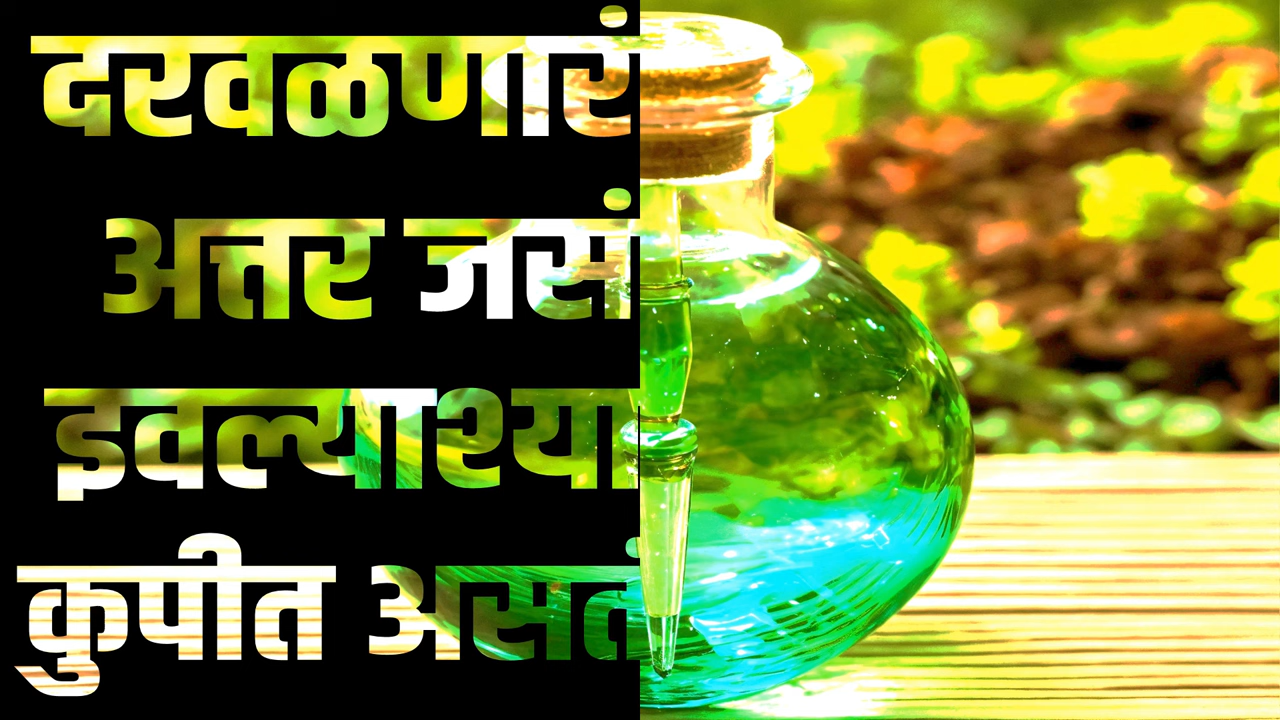 दरवळणारं
अत्तर जसं
इवल्याश्या
कुपीत असतं